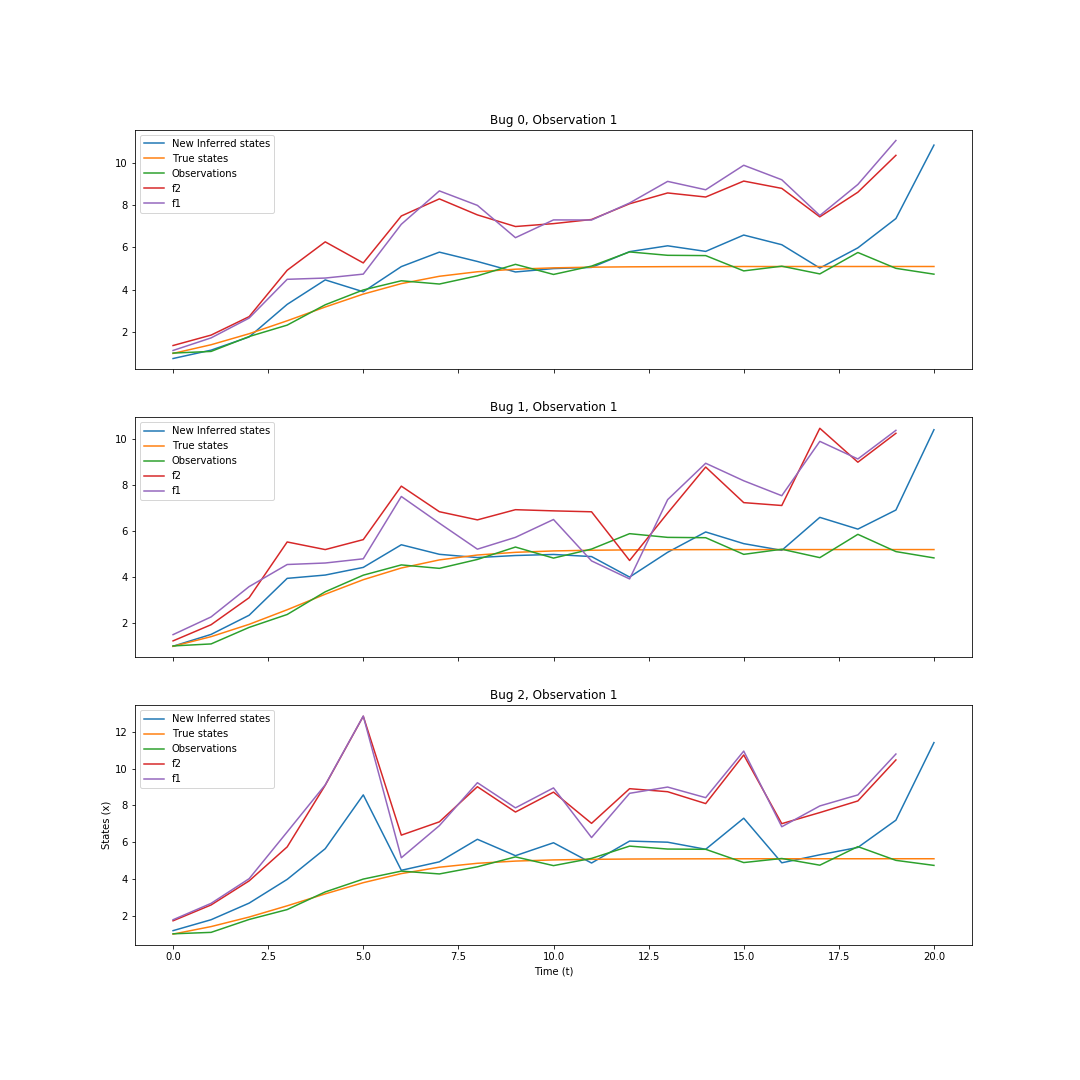 Bug 0, Observation 1
New Inferred states
True states
Observations
f2
f1
10
8
6
4
2
Bug 1, Observation 1
New Inferred states
True states
Observations
f2
f1
10
8
6
4
2
Bug 2, Observation 1
New Inferred states
True states
Observations
f2
f1
12
10
8
6
4
2
States (x)
0.0 2.5 5.0 7.5 10.0 12.5 15.0 17.5 20.0
Time (t)